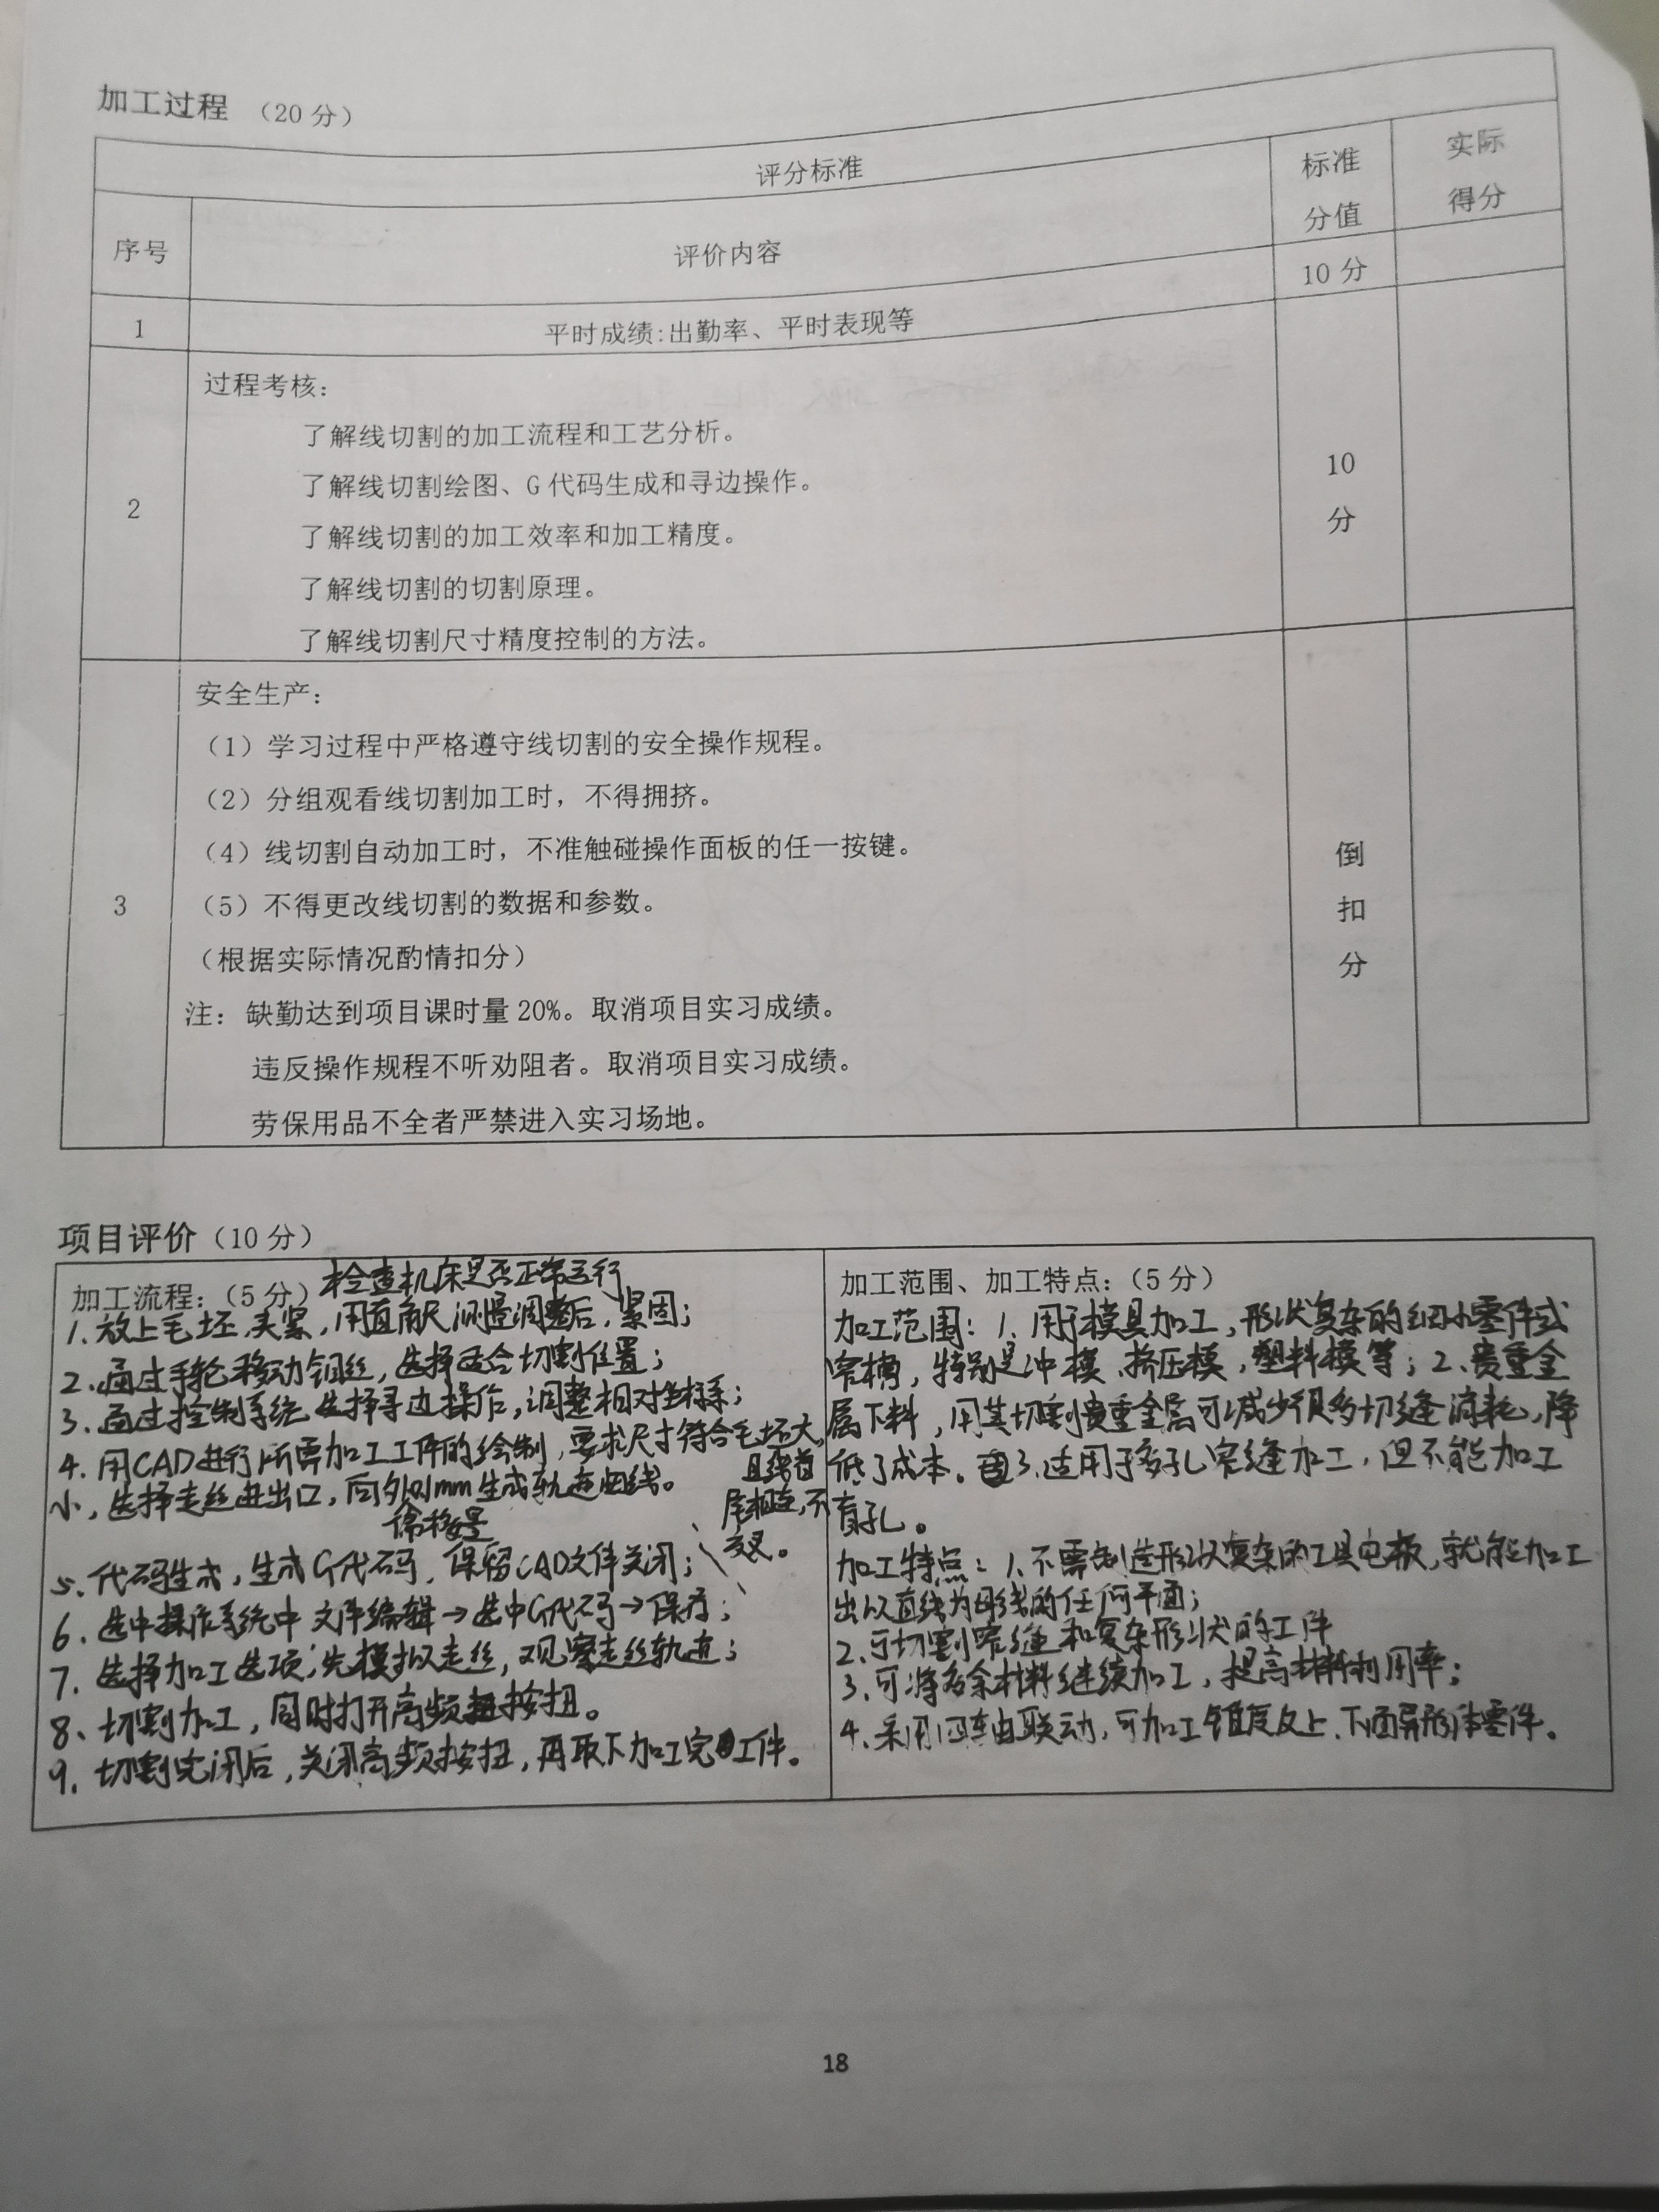 加工过程 （20 分）
评分标准
标准
分值
实际
得分
序号
评价内容
10 分
1
平时成绩:出勤率、平时表现等
2
过程考核:
了解线切割的加工流程和工艺分析。
了解线切割绘图、G 代码生成和寻边操作。
了解线切割的加工效率和加工精度。
了解线切割的切割原理。
了解线切割尺寸精度控制的方法。
10
分
3
安全生产:
（1）学习过程中严格遵守线切割的安全操作规程。
（2）分组观看线切割加工时，不得拥挤。
（4）线切割自动加工时，不准触碰操作面板的任一按键。
（5）不得更改线切割的数据和参数。
（根据实际情况酌情扣分）
注: 缺勤达到项目课时量 20%。取消项目实习成绩。
违反操作规程不听劝阻者。取消项目实习成绩。
劳保用品不全者严禁进入实习场地。
倒
扣
分
项目评价（10 分）
加工流程:（5 分）检查机床是否正常运行
1. 放上毛坯，夹紧，用直角尺测量调整后，紧固；
2. 通过手轮移动钼丝，选择适合切割位置；
3. 通过控制系统选择寻边操作后，调整相对坐标系；
4. 用CAD进行所需加工工件的绘制，要求尺寸符合毛坯大
小，选择走丝进出口，向外0.1mm生成轨迹曲线。
偏移量
且线首
尾相连，不
交叉。
5. 代码生成，生成G代码，保留CAD文件关闭；
6. 选中操作系统中 文件编辑→选中G代码→保存；
7. 选择加工选项；先模拟走丝，观察走丝轨迹；
8. 切割加工，同时打开高频按扭。
9. 切割完闭后，关闭高频按扭，再取下加工完工件。
加工范围、加工特点:（5 分）
加工范围：1. 用于模具加工，形状复杂的细小零件或
窄槽，特别是冲模、挤压模，塑料模等；2. 贵重金
属下料，用其切割贵重金属可减少很多切缝消耗，降
低了成本。3. 适用于多孔窄缝加工，但不能加工
盲孔。
加工特点：1. 不需制造形状复杂的工具电极，就能加工
出以直线为母线的任何平面；
2. 可切割窄缝和复杂形状的工件
3. 可将多余材料继续加工，提高材料利用率；
4. 采用四轴联动，可加工锥度及上、下面异形体零件。
18